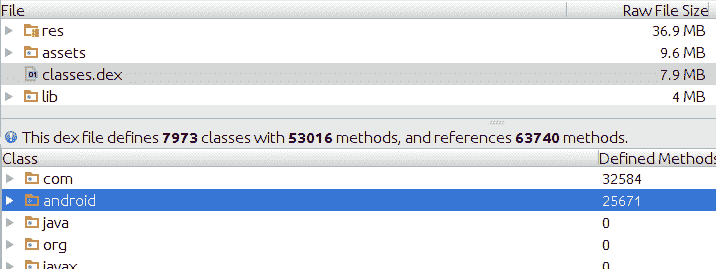 File Raw File Size
res 36.9 MB
assets 9.6 MB
01 classes.dex 7.9 MB
lib 4 MB
This dex file defines 7973 classes with 53016 methods, and references 63740 methods.
Class Defined Methods
com 32584
android 25671
java 0
org 0
javax 0